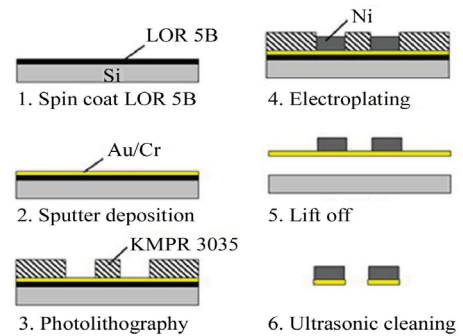 LOR 5B
Si
1. Spin coat LOR 5B
Au/Cr
2. Sputter deposition
KMPR 3035
3. Photolithography
Ni
4. Electroplating
5. Lift off
6. Ultrasonic cleaning